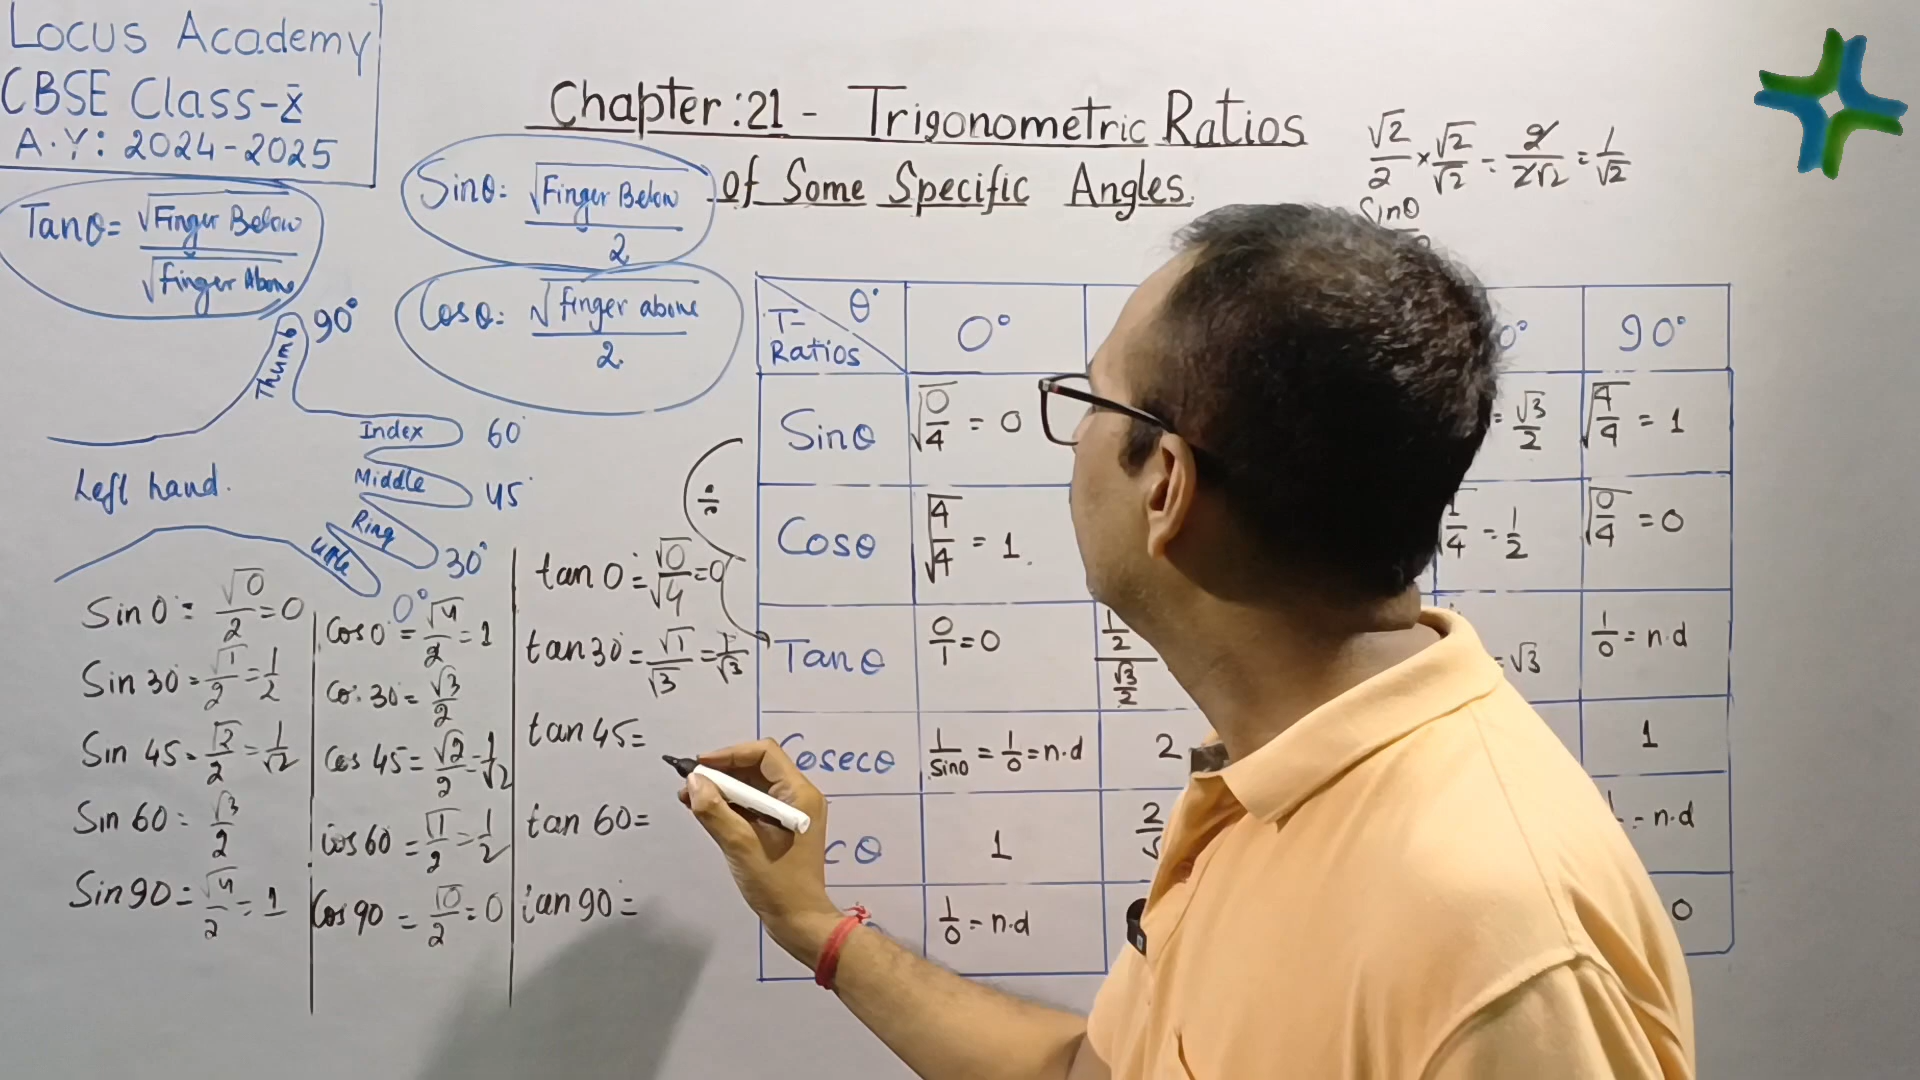 Locus Academy
CBSE Class-X
A.Y: 2024-2025
Chapter:21 - Trigonometric Ratios
of Some Specific Angles.
√2/2 × √2/√2 = 2/2√2 = 1/√2
Sinθ
Tanθ = √Finger Below / √Finger Above
Sinθ = √Finger Below / 2
Cosθ = √finger above / 2
Thumb 90°
Index 60°
Middle 45°
Ring 30°
Little 0°
Left hand.
Sin 0 = √0/2 = 0
Sin 30 = √1/2 = 1/2
Sin 45 = √2/2 = 1/√2
Sin 60 = √3/2
Sin 90 = √4/2 = 1
Cos 0 = √4/2 = 1
Cos 30 = √3/2
Cos 45 = √2/2 = 1/√2
Cos 60 = √1/2 = 1/2
Cos 90 = √0/2 = 0
tan 0 = √0/√4 = 0
tan 30 = √1/√3 = 1/√3
tan 45 =
tan 60 =
tan 90 =
÷
T-Ratios θ° 0° 0° 90°
Sinθ √0/4 = 0 = √3/2 √4/4 = 1
Cosθ √4/√4 = 1. 1/4 = 1/2 √0/4 = 0
Tanθ 0/1 = 0 1/2 / √3/2 = √3 1/0 = n.d
Cosecθ 1/Sin0 = 1/0 = n.d 2 1
cθ 1 2/ = n.d
1/0 = n.d 0